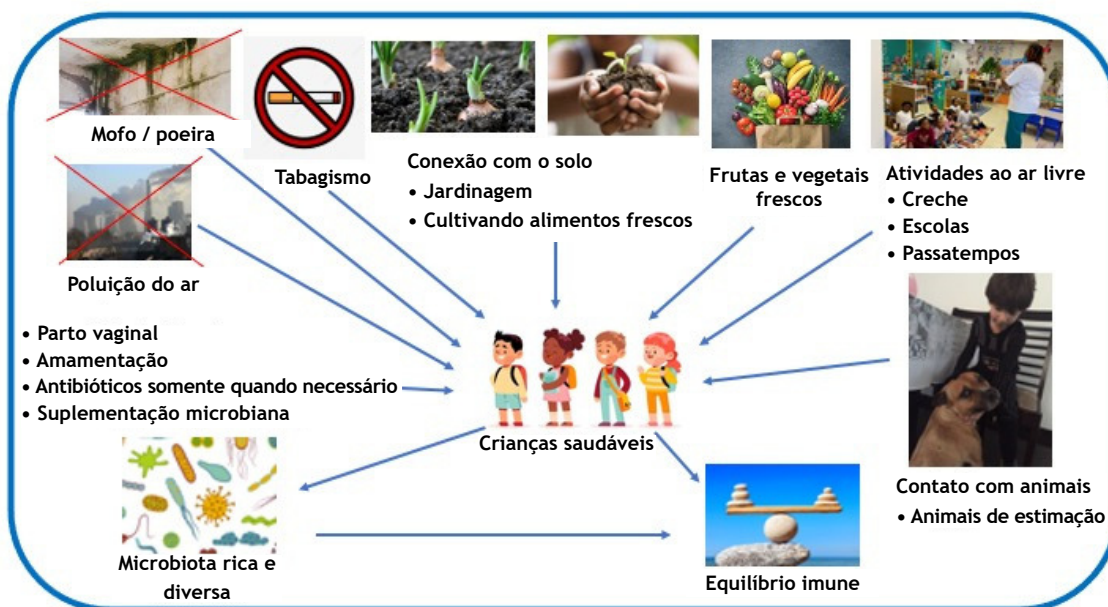 Mofo / poeira
Tabagismo
Conexão com o solo
• Jardinagem
• Cultivando alimentos frescos
Frutas e vegetais
frescos
Atividades ao ar livre
• Creche
• Escolas
• Passatempos
Poluição do ar
• Parto vaginal
• Amamentação
• Antibióticos somente quando necessário
• Suplementação microbiana
Crianças saudáveis
Contato com animais
• Animais de estimação
Microbiota rica e
diversa
Equilíbrio imune